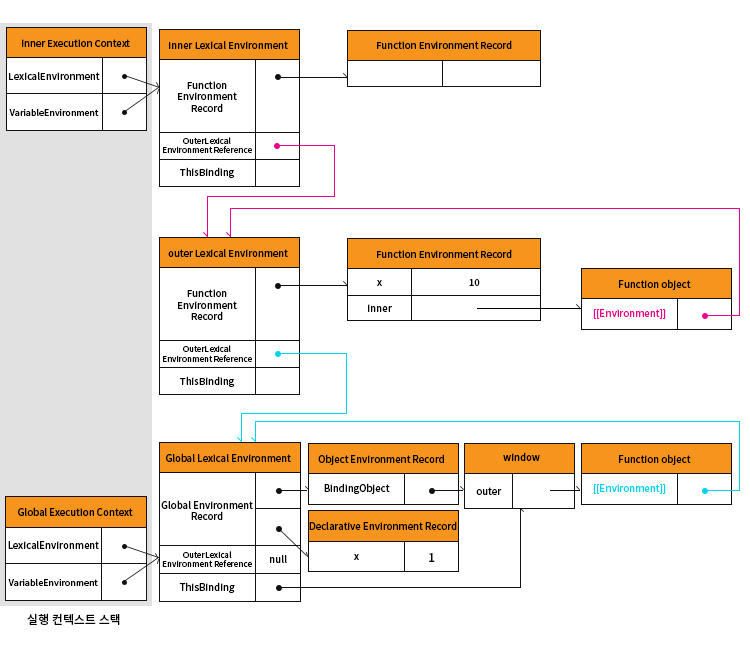 inner Execution Context
LexicalEnvironment
VariableEnvironment
inner Lexical Environment
Function
Environment
Record
OuterLexical
Environment Reference
ThisBinding
Function Environment Record
outer Lexical Environment
Function
Environment
Record
OuterLexical
Environment Reference
ThisBinding
Function Environment Record
x 10
inner
Function object
[[Environment]]
Global Execution Context
LexicalEnvironment
VariableEnvironment
실행 컨텍스트 스택
Global Lexical Environment
Global Environment
Record
OuterLexical
Environment Reference
null
ThisBinding
Object Environment Record
BindingObject
Declarative Environment Record
x 1
window
outer
Function object
[[Environment]]